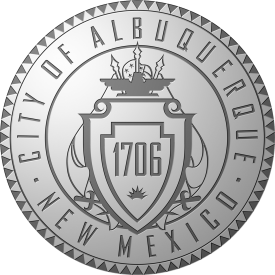 CITY OF ALBUQUERQUE
1706
· NEW MEXICO ·